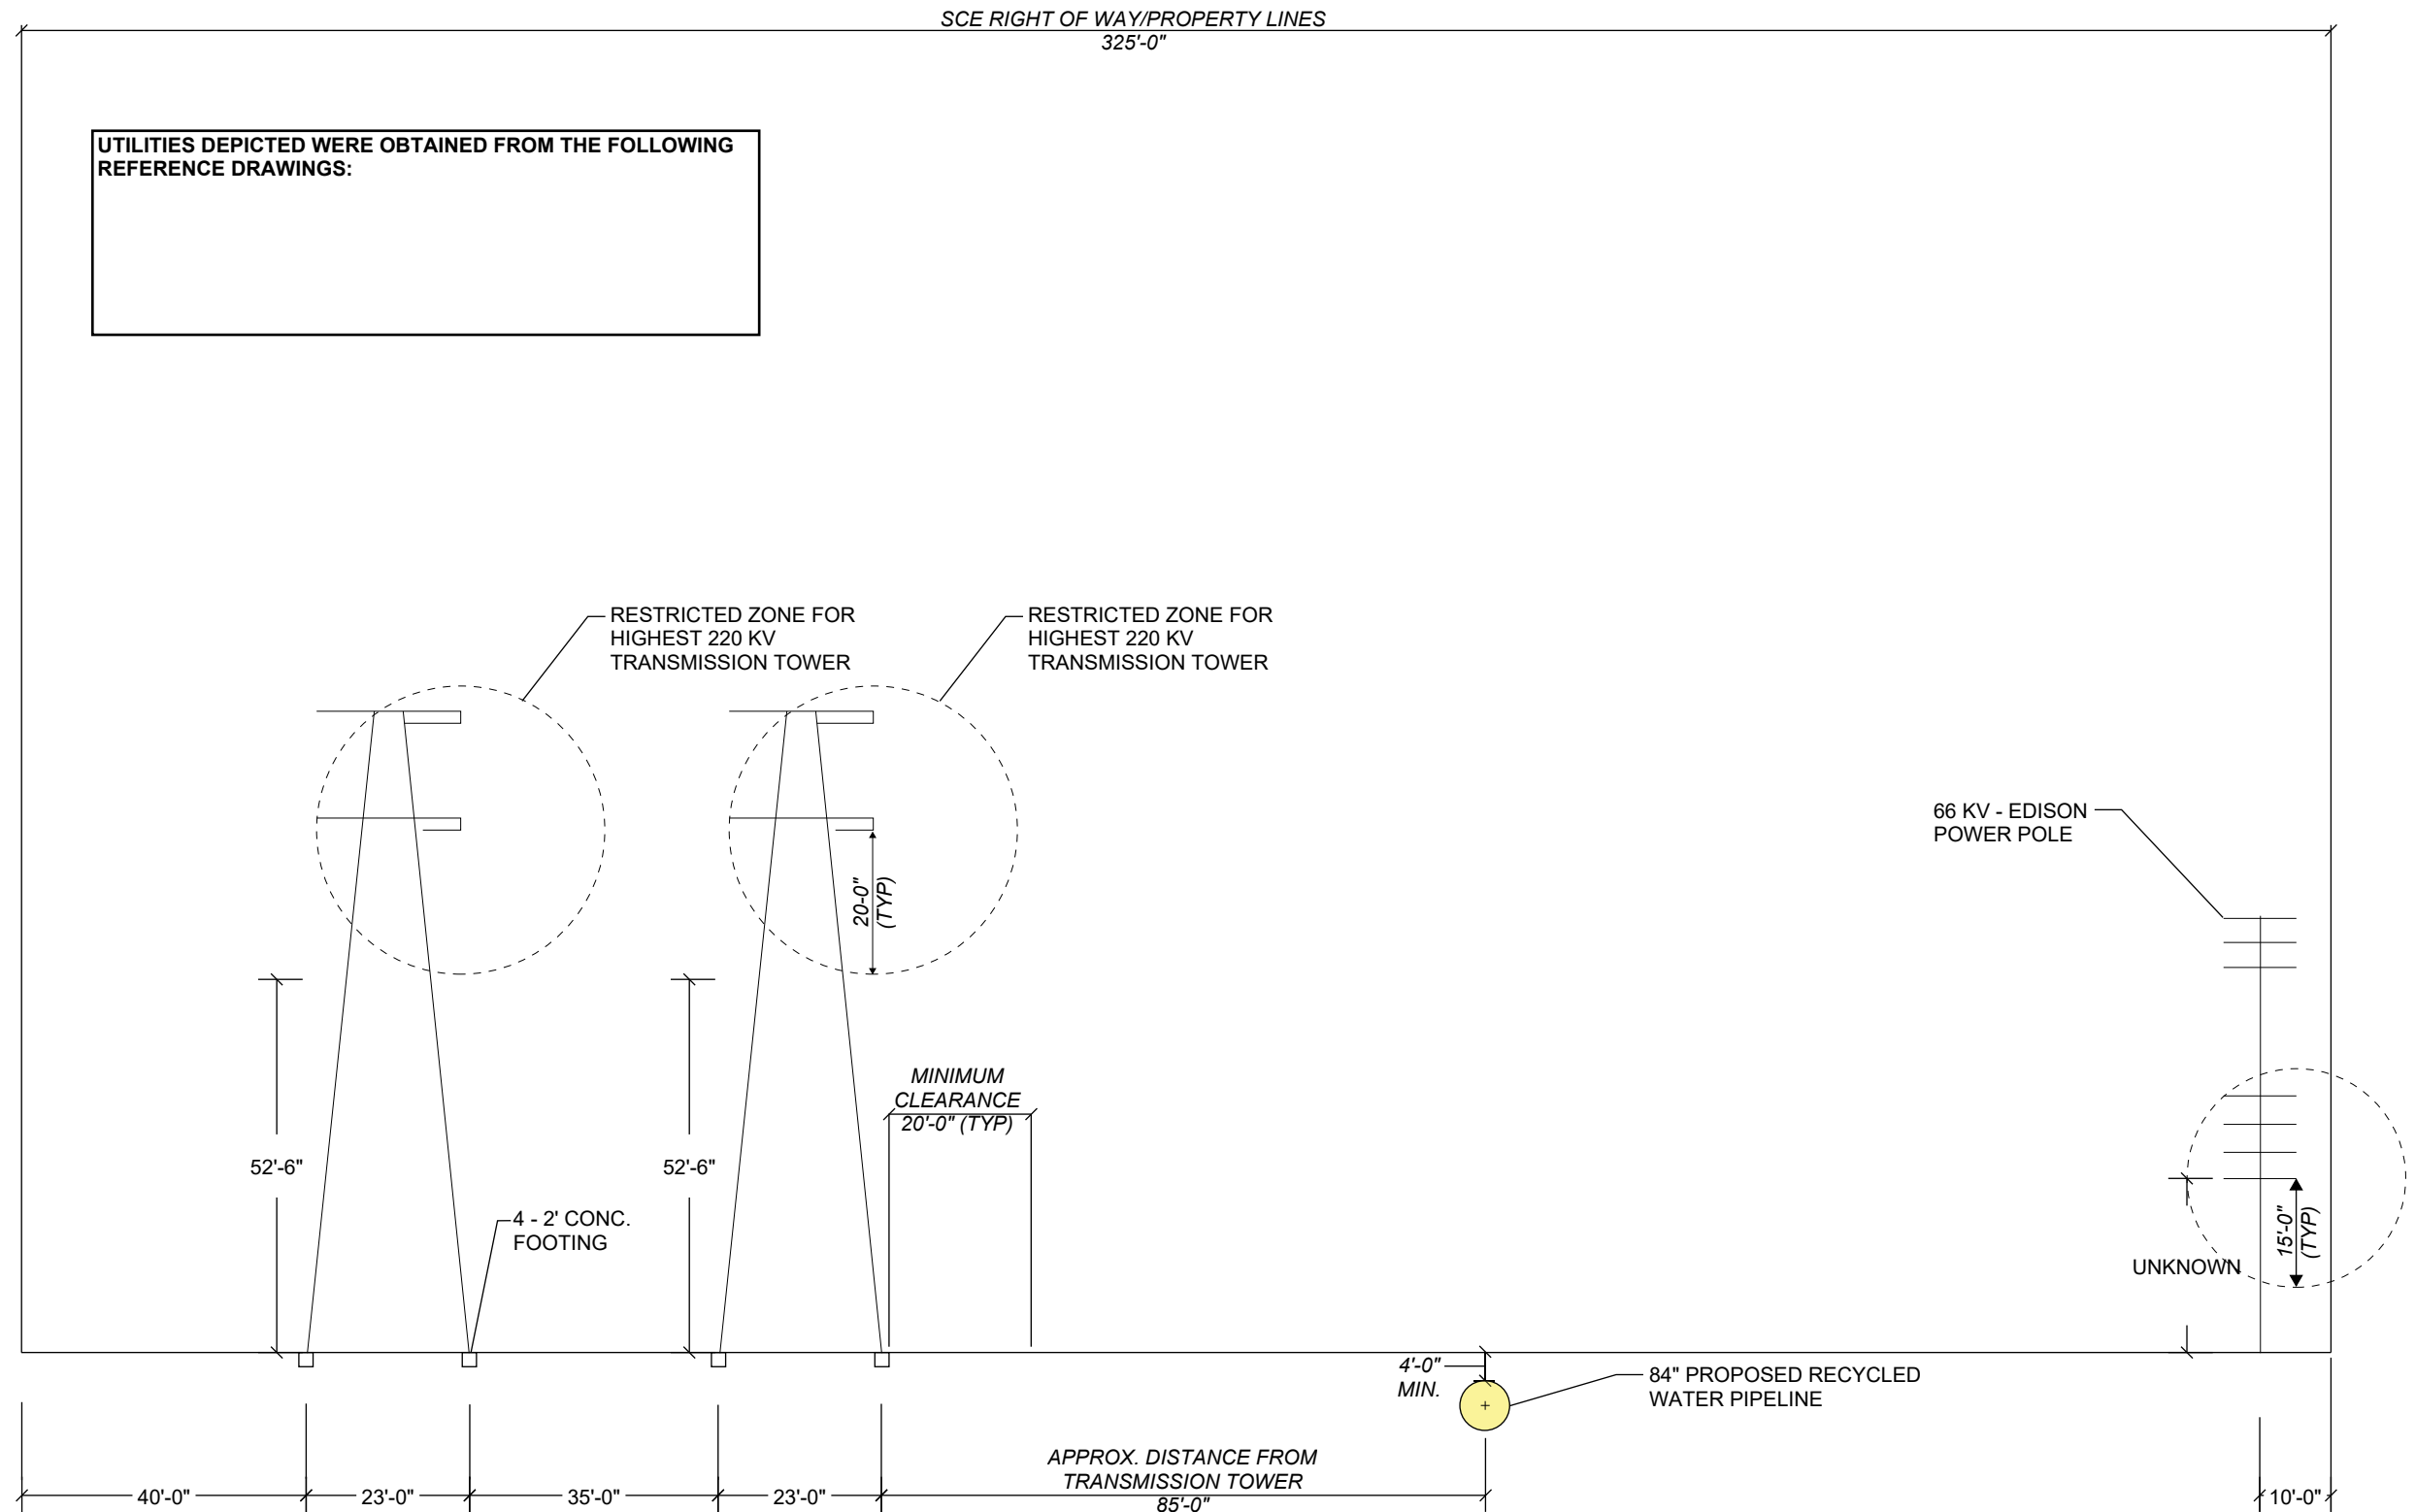 SCE RIGHT OF WAY/PROPERTY LINES
325'-0"
UTILITIES DEPICTED WERE OBTAINED FROM THE FOLLOWING
REFERENCE DRAWINGS:
RESTRICTED ZONE FOR
HIGHEST 220 KV
TRANSMISSION TOWER
RESTRICTED ZONE FOR
HIGHEST 220 KV
TRANSMISSION TOWER
66 KV - EDISON
POWER POLE
20-0"
(TYP)
MINIMUM
CLEARANCE
20'-0" (TYP)
52'-6"
52'-6"
4 - 2' CONC.
FOOTING
15'-0"
(TYP)
UNKNOWN
4'-0"
MIN.
84" PROPOSED RECYCLED
WATER PIPELINE
APPROX. DISTANCE FROM
TRANSMISSION TOWER
85'-0"
40'-0"
23'-0"
35'-0"
23'-0"
10'-0"